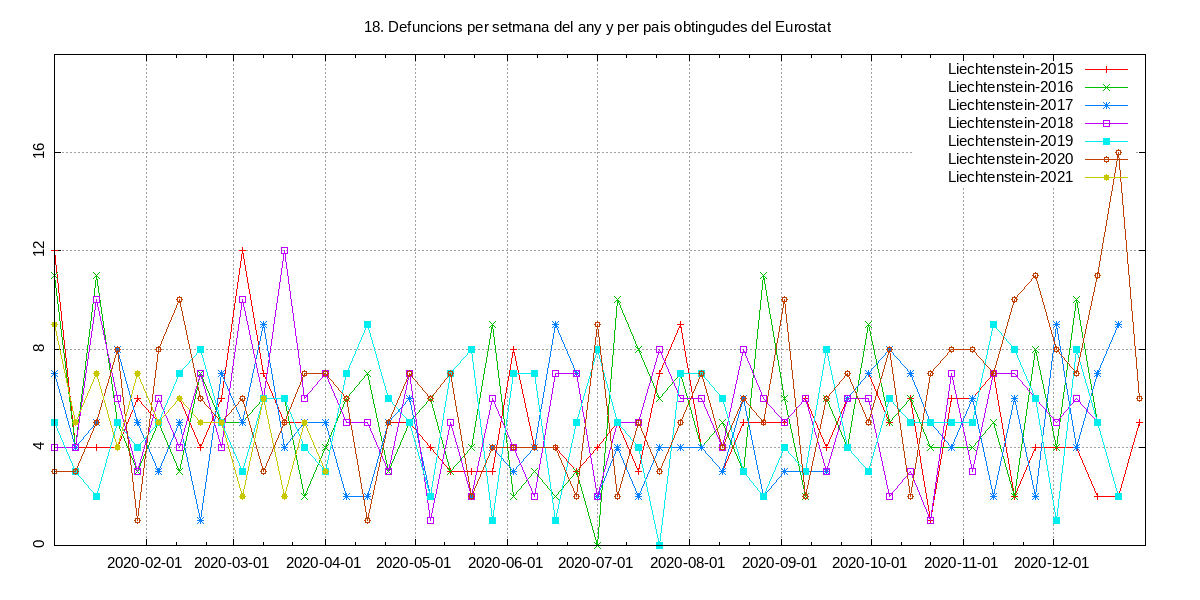 18. Defuncions per setmana del any y per pais obtingudes del Eurostat
Liechtenstein-2015
Liechtenstein-2016
Liechtenstein-2017
Liechtenstein-2018
Liechtenstein-2019
Liechtenstein-2020
Liechtenstein-2021
16
12
8
4
0
2020-02-01 2020-03-01 2020-04-01 2020-05-01 2020-06-01 2020-07-01 2020-08-01 2020-09-01 2020-10-01 2020-11-01 2020-12-01